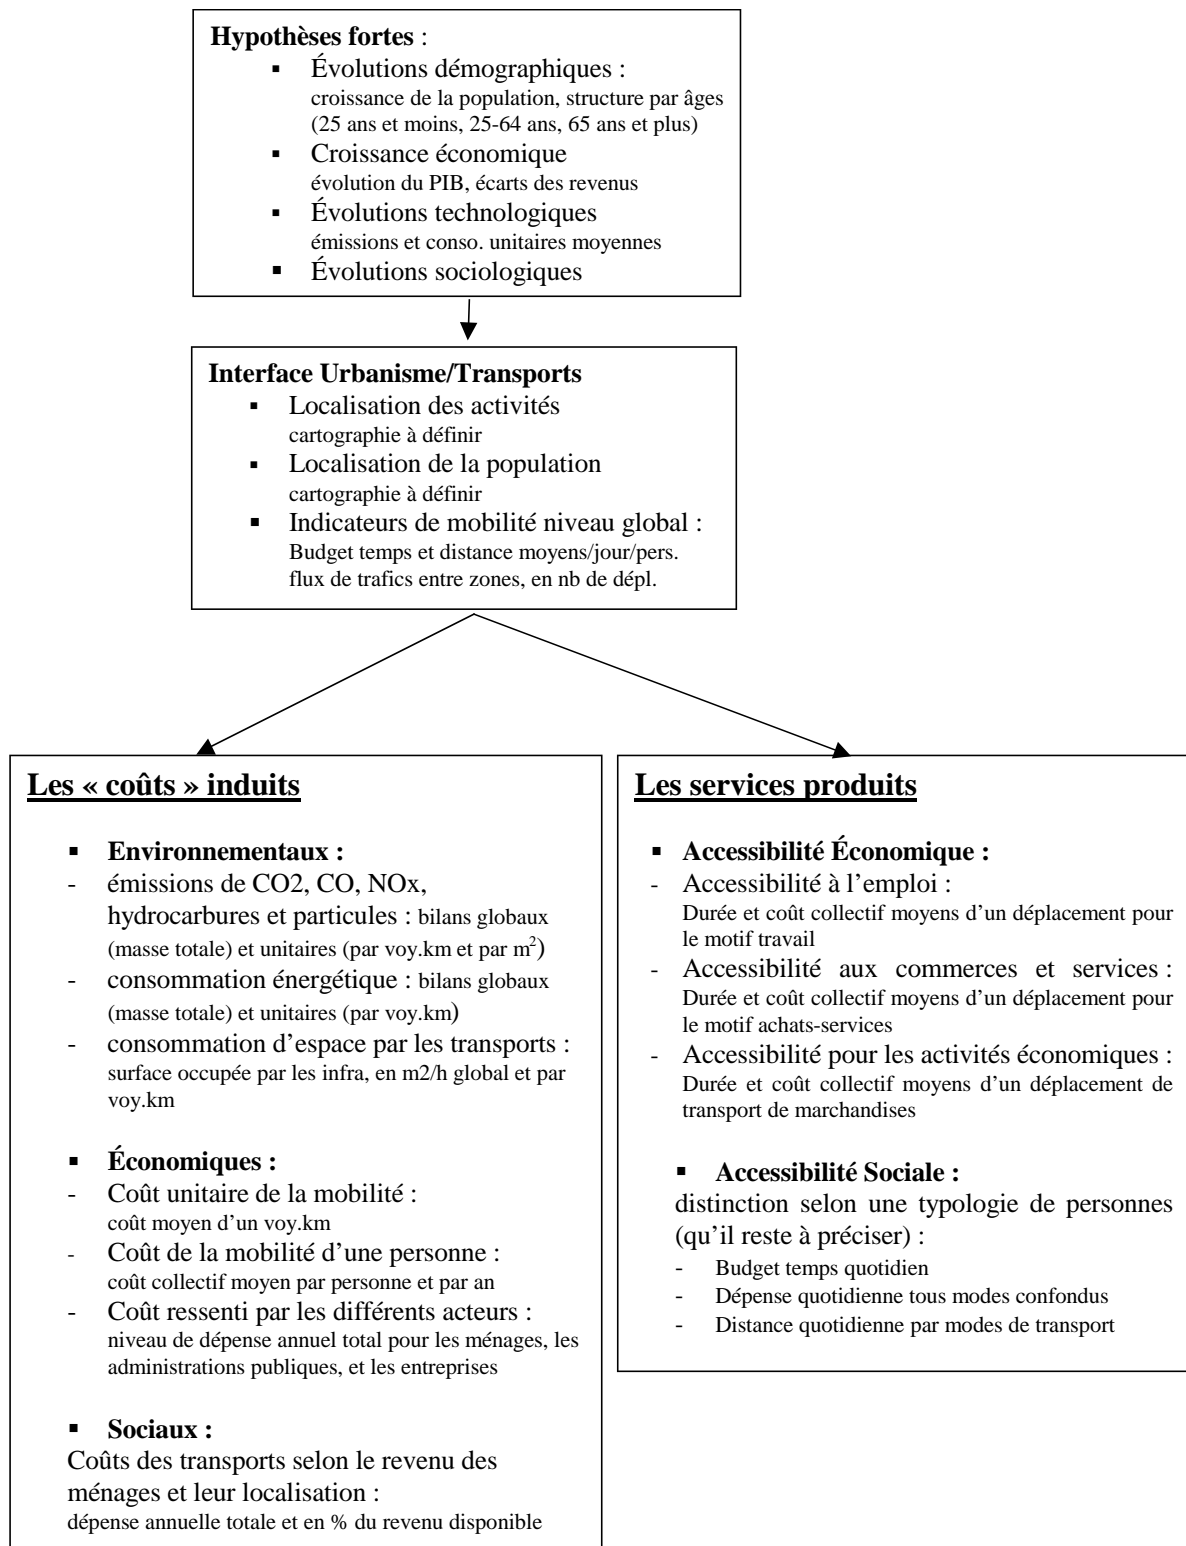 Hypothèses fortes :
▪ Évolutions démographiques :
croissance de la population, structure par âges
(25 ans et moins, 25-64 ans, 65 ans et plus)
▪ Croissance économique
évolution du PIB, écarts des revenus
▪ Évolutions technologiques
émissions et conso. unitaires moyennes
▪ Évolutions sociologiques
Interface Urbanisme/Transports
▪ Localisation des activités
cartographie à définir
▪ Localisation de la population
cartographie à définir
▪ Indicateurs de mobilité niveau global :
Budget temps et distance moyens/jour/pers.
flux de trafics entre zones, en nb de dépl.
Les « coûts » induits
▪ Environnementaux :
- émissions de CO2, CO, NOx,
hydrocarbures et particules : bilans globaux
(masse totale) et unitaires (par voy.km et par m²)
- consommation énergétique : bilans globaux
(masse totale) et unitaires (par voy.km)
- consommation d'espace par les transports :
surface occupée par les infra, en m2/h global et par
voy.km
▪ Économiques :
- Coût unitaire de la mobilité :
coût moyen d'un voy.km
- Coût de la mobilité d'une personne :
coût collectif moyen par personne et par an
- Coût ressenti par les différents acteurs :
niveau de dépense annuel total pour les ménages, les
administrations publiques, et les entreprises
▪ Sociaux :
Coûts des transports selon le revenu des
ménages et leur localisation :
dépense annuelle totale et en % du revenu disponible
Les services produits
▪ Accessibilité Économique :
- Accessibilité à l'emploi :
Durée et coût collectif moyens d'un déplacement pour
le motif travail
- Accessibilité aux commerces et services :
Durée et coût collectif moyens d'un déplacement pour
le motif achats-services
- Accessibilité pour les activités économiques :
Durée et coût collectif moyens d'un déplacement de
transport de marchandises
▪ Accessibilité Sociale :
distinction selon une typologie de personnes
(qu'il reste à préciser) :
- Budget temps quotidien
- Dépense quotidienne tous modes confondus
- Distance quotidienne par modes de transport